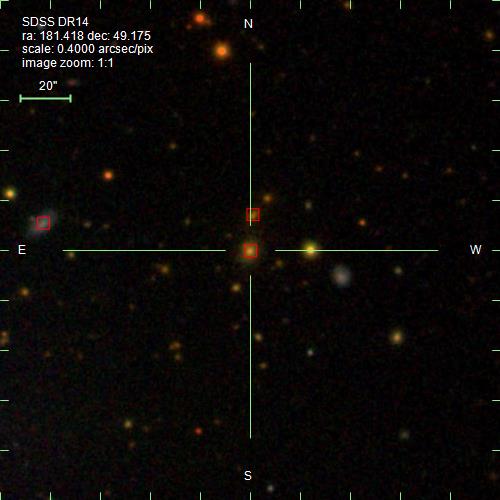 SDSS DR14
ra: 181.418 dec: 49.175
scale: 0.4000 arcsec/pix
image zoom: 1:1
20"
N
E
W
S